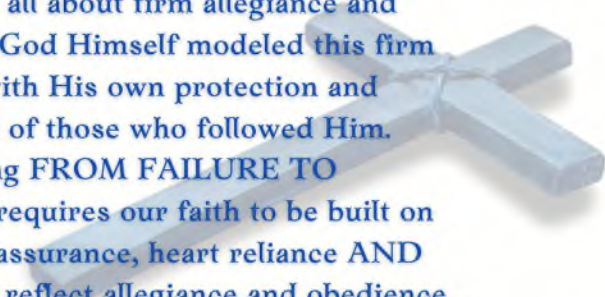 all about firm allegiance and
God Himself modeled this firm
with His own protection and
of those who followed Him.
FROM FAILURE TO
requires our faith to be built on
assurance, heart reliance AND
reflect allegiance and obedience